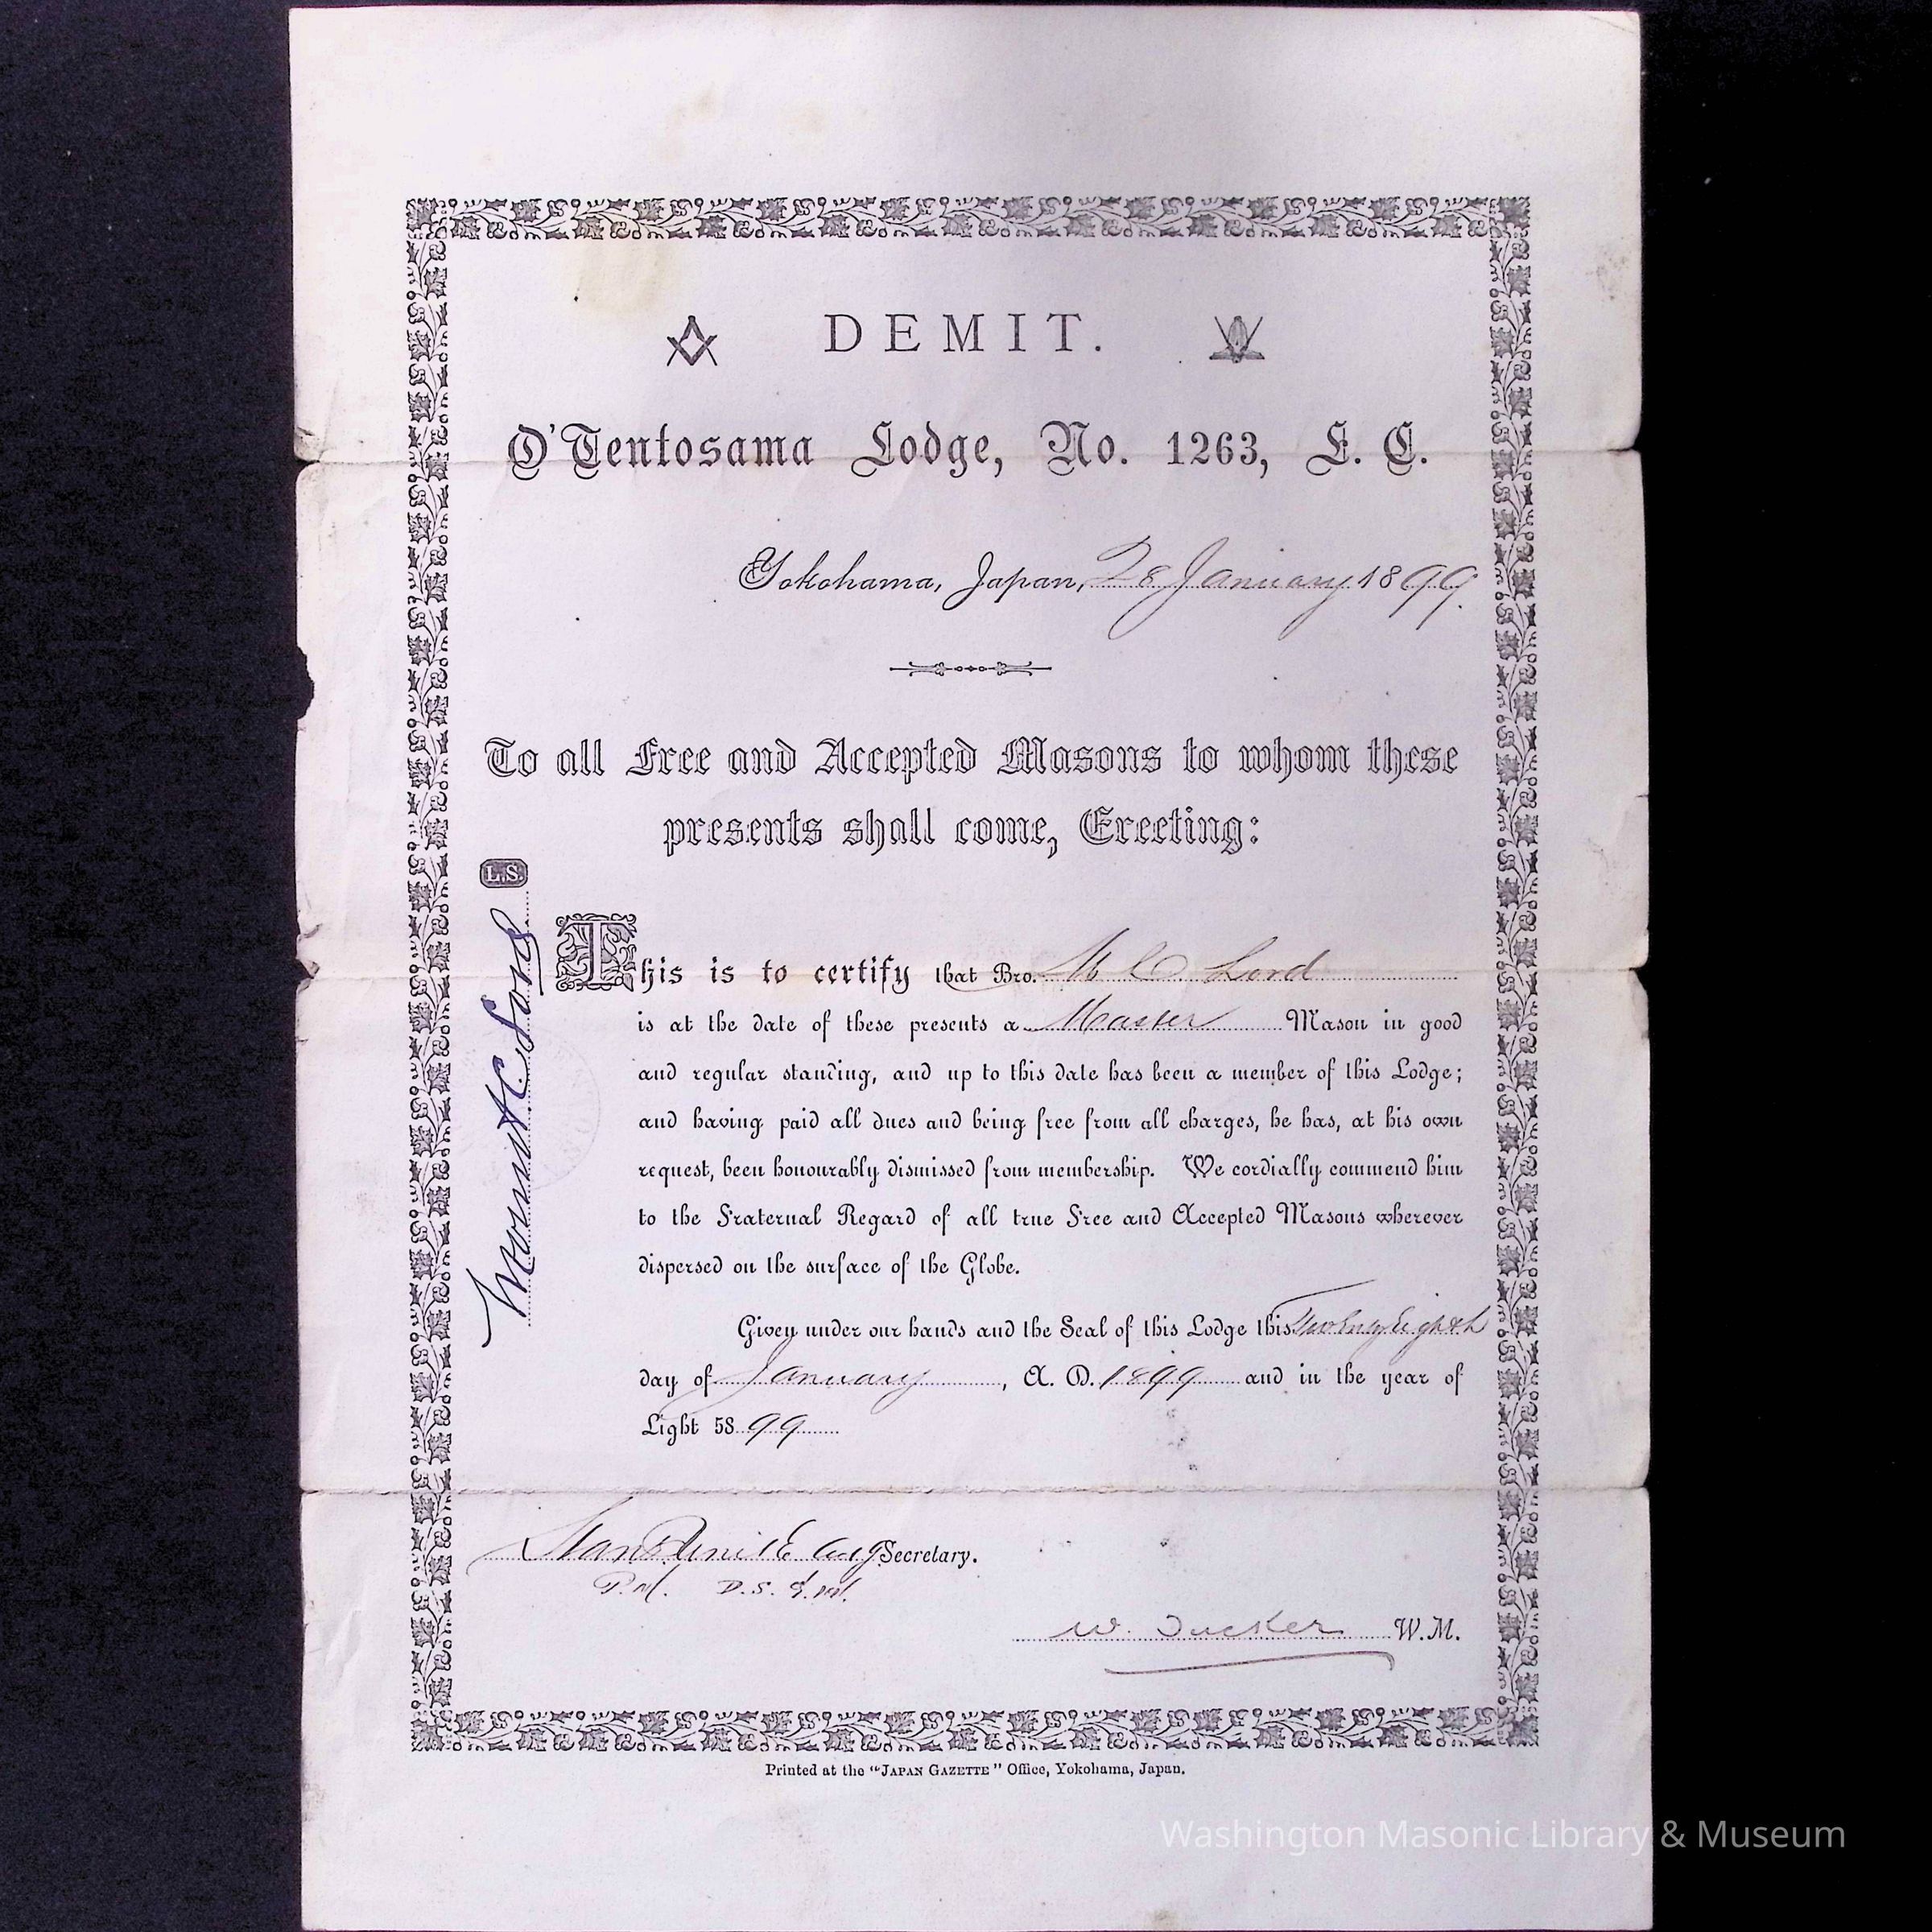 DEMIT.
O'Tentosama Lodge, No. 1263, E. C.
Yokohama, Japan, 28 January 1899.
To all Free and Accepted Masons to whom these
presents shall come, Greeting:
L.S.
This is to certify that Bro. M C Lord
is at the date of these presents a Master Mason in good
and regular standing, and up to this date has been a member of this Lodge;
and having paid all dues and being free from all charges, he has, at his own
request, been honourably dismissed from membership. We cordially commend him
to the Fraternal Regard of all true Free and Accepted Masons wherever
dispersed on the surface of the Globe.
Given under our hands and the Seal of this Lodge this Twenty Eighth
day of January, A. D. 1899 and in the year of
Light 5899
C. Lord
Secretary.
P.M. D.S.
W. Tucker W.M.
Printed at the "JAPAN GAZETTE" Office, Yokohama, Japan.
Washington Masonic Library & Museum